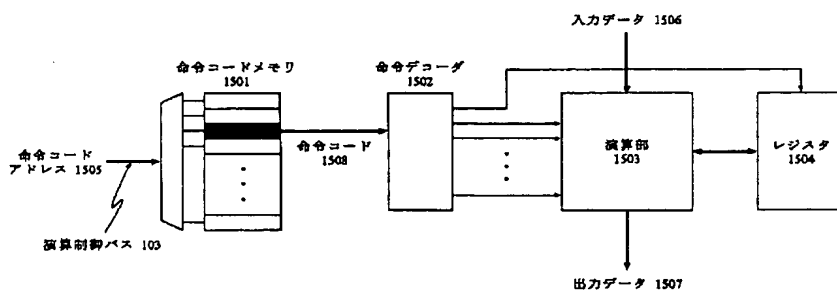 入力データ 1506
命令コードメモリ
1501
命令デコーダ
1502
命令コード
1508
演算部
1503
レジスタ
1504
命令コード
アドレス 1505
演算制御バス 103
出力データ 1507